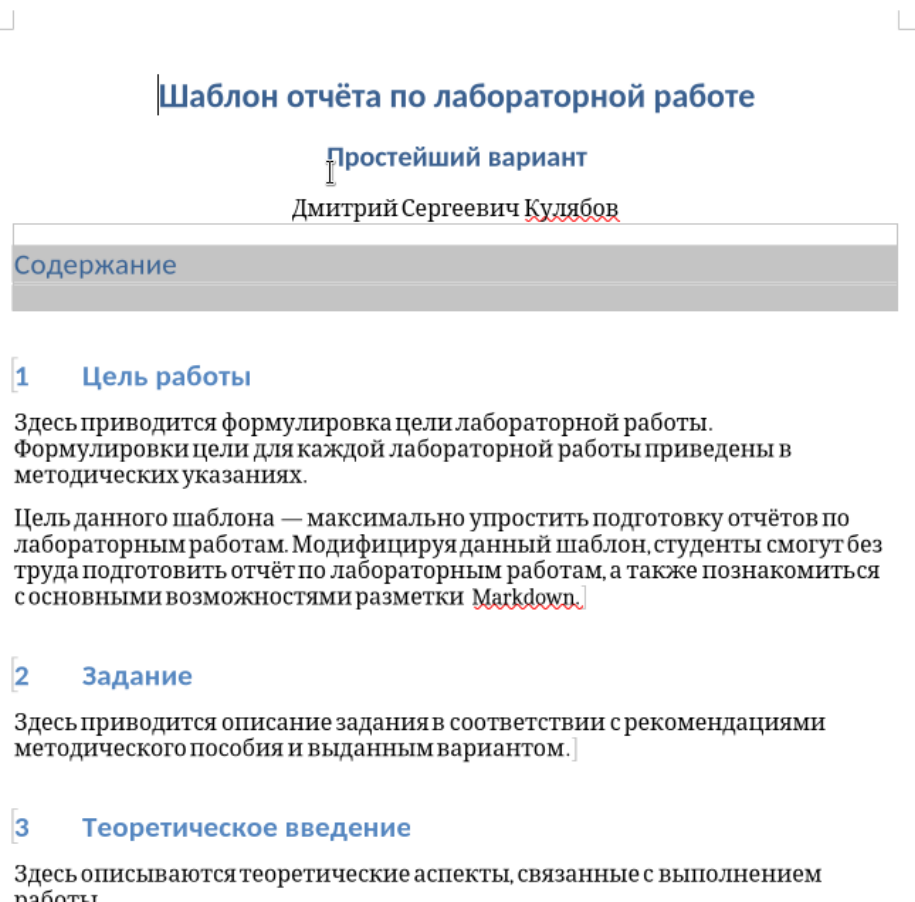 Шаблон отчёта по лабораторной работе
Простейший вариант
Дмитрий Сергеевич Кулябов
Содержание
1 Цель работы
Здесь приводится формулировка цели лабораторной работы.
Формулировки цели для каждой лабораторной работы приведены в
методических указаниях.
Цель данного шаблона — максимально упростить подготовку отчётов по
лабораторным работам. Модифицируя данный шаблон, студенты смогут без
труда подготовить отчёт по лабораторным работам, а также познакомиться
с основными возможностями разметки Markdown.
2 Задание
Здесь приводится описание задания в соответствии с рекомендациями
методического пособия и выданным вариантом.
3 Теоретическое введение
Здесь описываются теоретические аспекты, связанные с выполнением
работы.